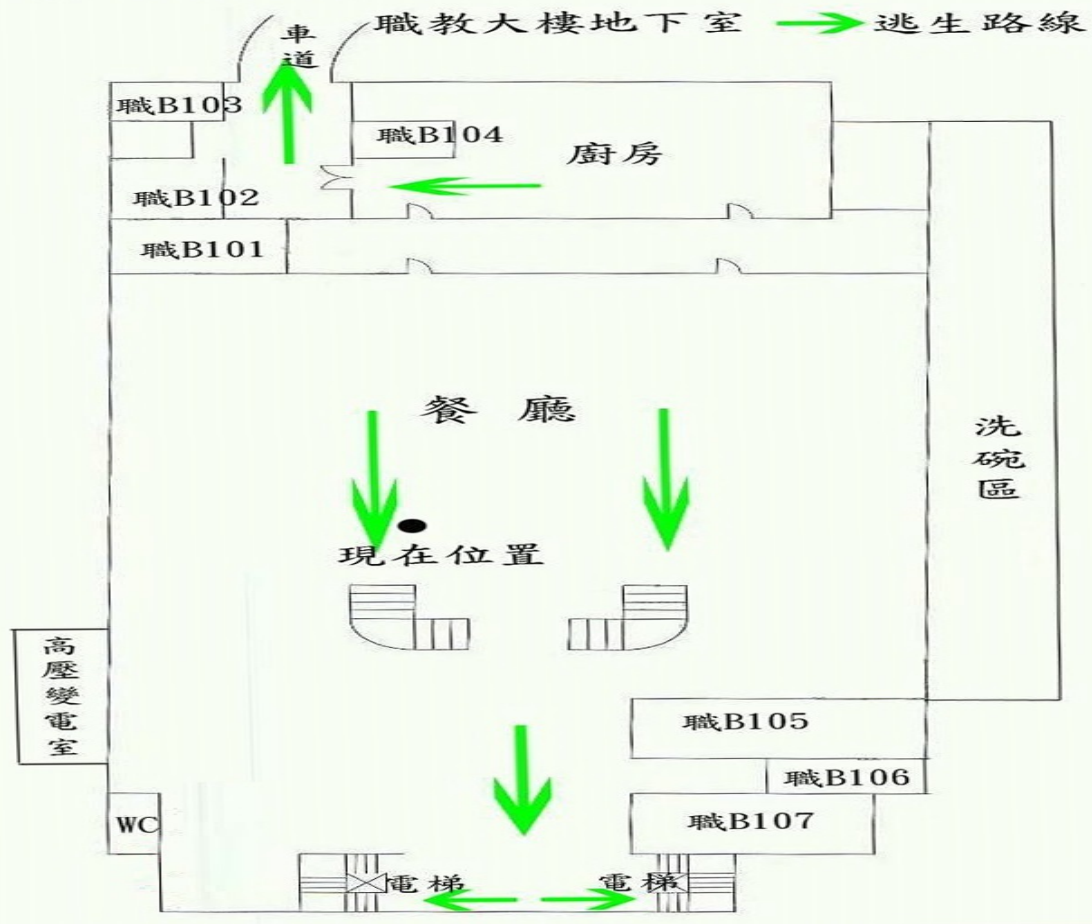 職教大樓地下室 逃生路線
車道
職B103
職B104
廚房
職B102
職B101
餐廳
洗碗區
現在位置
高壓變電室
職B105
職B106
WC
職B107
電梯
電梯